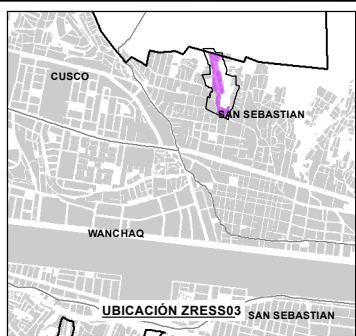 CUSCO
SAN SEBASTIAN
WANCHAQ
UBICACIÓN ZRESS03
SAN SEBASTIAN